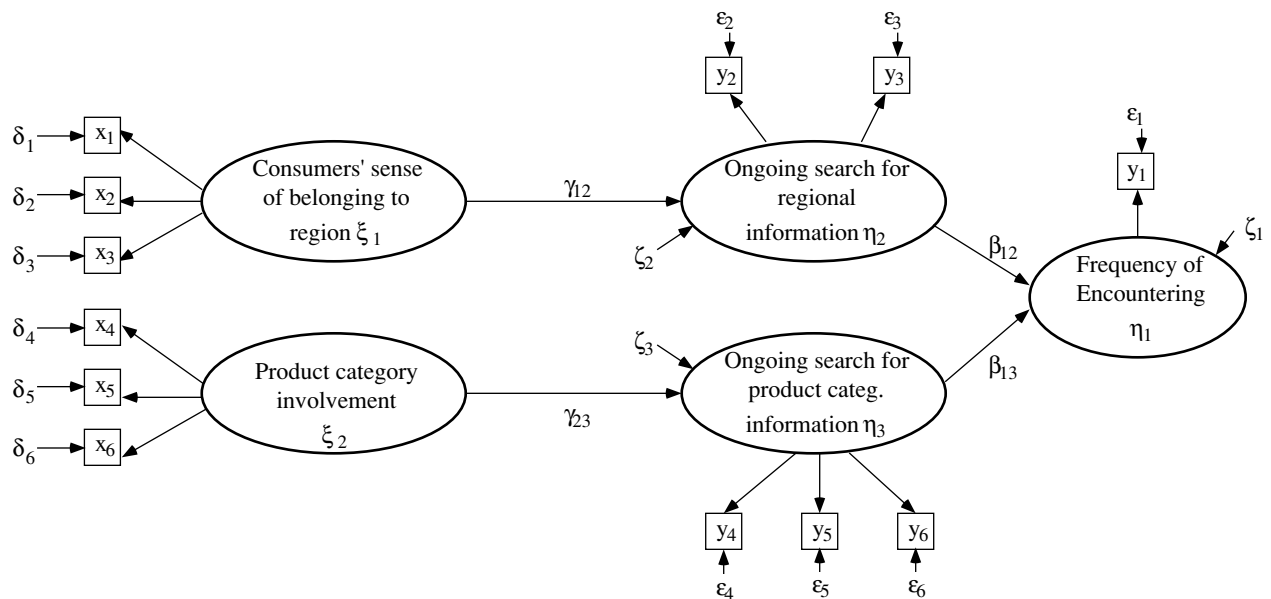 ε2
ε3
y2
y3
δ1
x1
ε1
Consumers' sense
of belonging to
region ξ1
Ongoing search for
regional
information η2
y1
δ2
x2
γ12
δ3
x3
ζ2
β12
ζ1
Frequency of
Encountering
η1
δ4
x4
ζ3
Product category
involvement
ξ2
Ongoing search for
product categ.
information η3
β13
δ5
x5
γ23
δ6
x6
y4
y5
y6
ε4
ε5
ε6